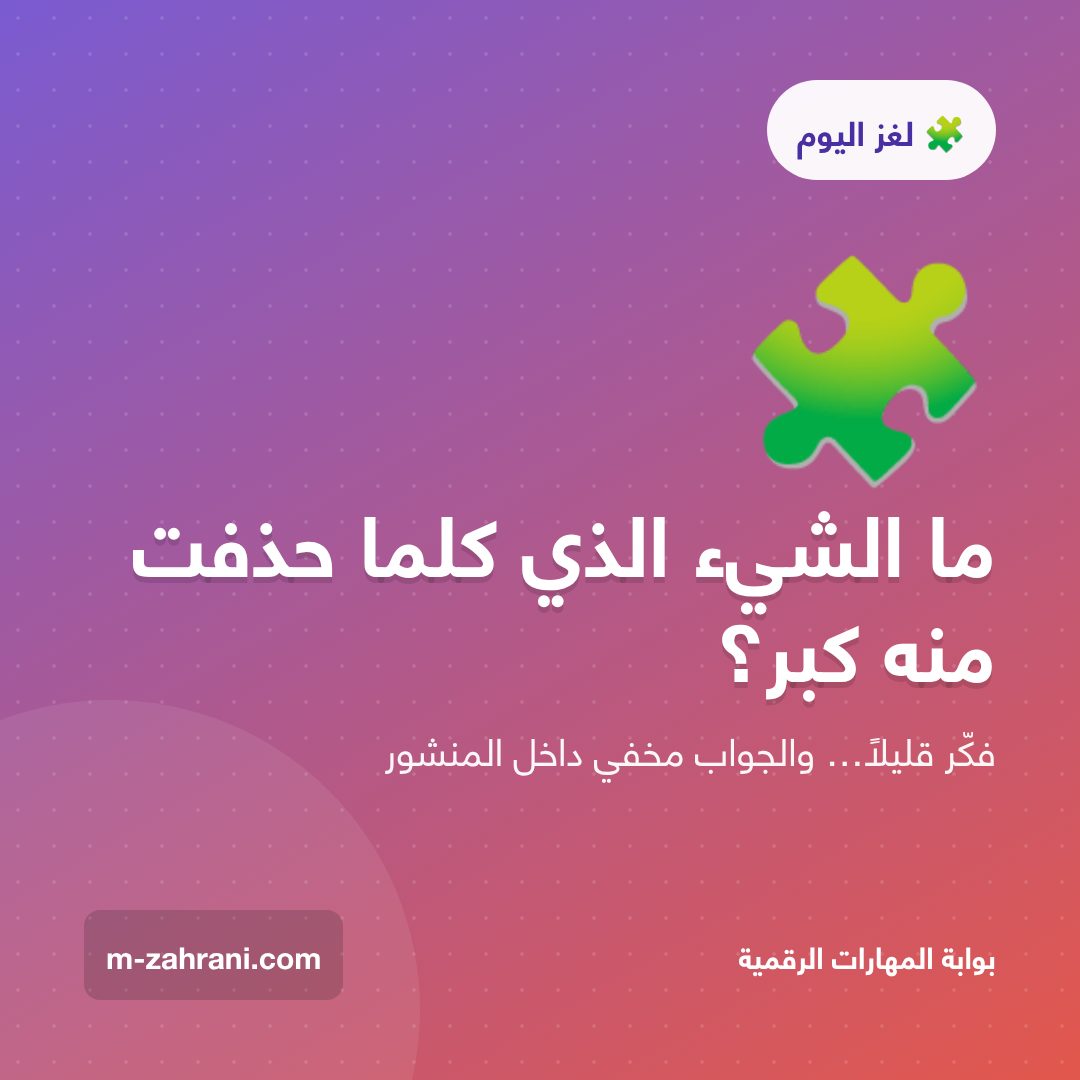 لغز اليوم
ما الشيء الذي كلما حذفت
منه كبر؟
فكّر قليلاً... والجواب مخفي داخل المنشور
بوابة المهارات الرقمية
m-zahrani.com